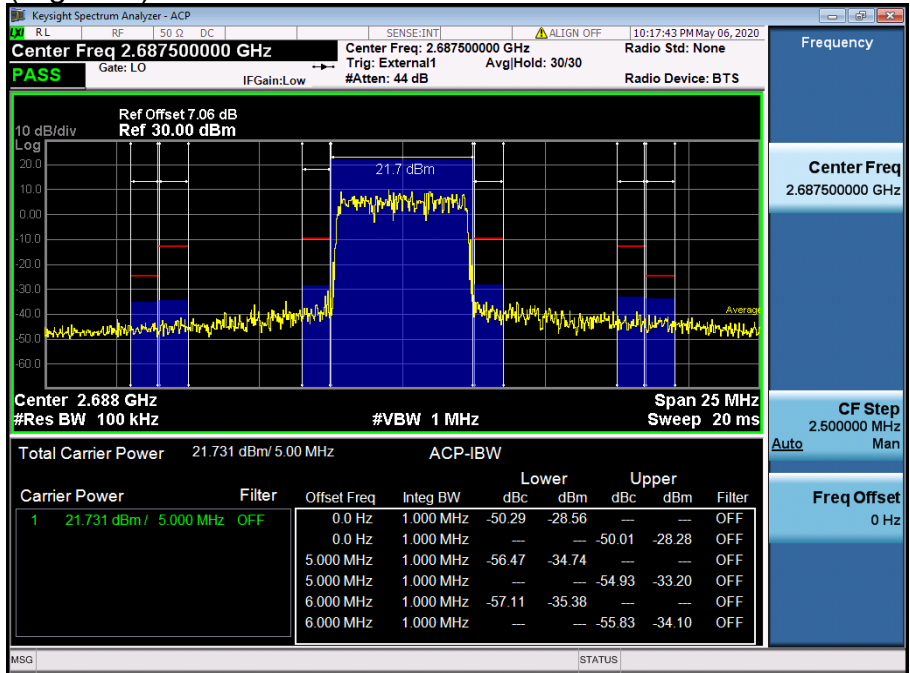 Keysight Spectrum Analyzer - ACP
LXI RL RF 50 Ω DC SENSE:INT ALIGN OFF 10:17:43 PM May 06, 2020
Center Freq 2.687500000 GHz
Center Freq: 2.687500000 GHz Radio Std: None
Gate: LO Trig: External1 Avg|Hold: 30/30
PASS IFGain:Low #Atten: 44 dB Radio Device: BTS
Ref Offset 7.06 dB
10 dB/div Ref 30.00 dBm
Log
20.0
21.7 dBm
10.0
0.00
-10.0
-20.0
-30.0
-40.0
Average
-50.0
-60.0
Center 2.688 GHz Span 25 MHz
#Res BW 100 kHz #VBW 1 MHz Sweep 20 ms
Total Carrier Power 21.731 dBm/ 5.00 MHz ACP-IBW
Lower Upper
Carrier Power Filter Offset Freq Integ BW dBc dBm dBc dBm Filter
1 21.731 dBm / 5.000 MHz OFF 0.0 Hz 1.000 MHz -50.29 -28.56 --- --- OFF
0.0 Hz 1.000 MHz --- --- -50.01 -28.28 OFF
5.000 MHz 1.000 MHz -56.47 -34.74 --- --- OFF
5.000 MHz 1.000 MHz --- --- -54.93 -33.20 OFF
6.000 MHz 1.000 MHz -57.11 -35.38 --- --- OFF
6.000 MHz 1.000 MHz --- --- -55.83 -34.10 OFF
MSG STATUS
Frequency
Center Freq
2.687500000 GHz
CF Step
2.500000 MHz
Auto Man
Freq Offset
0 Hz